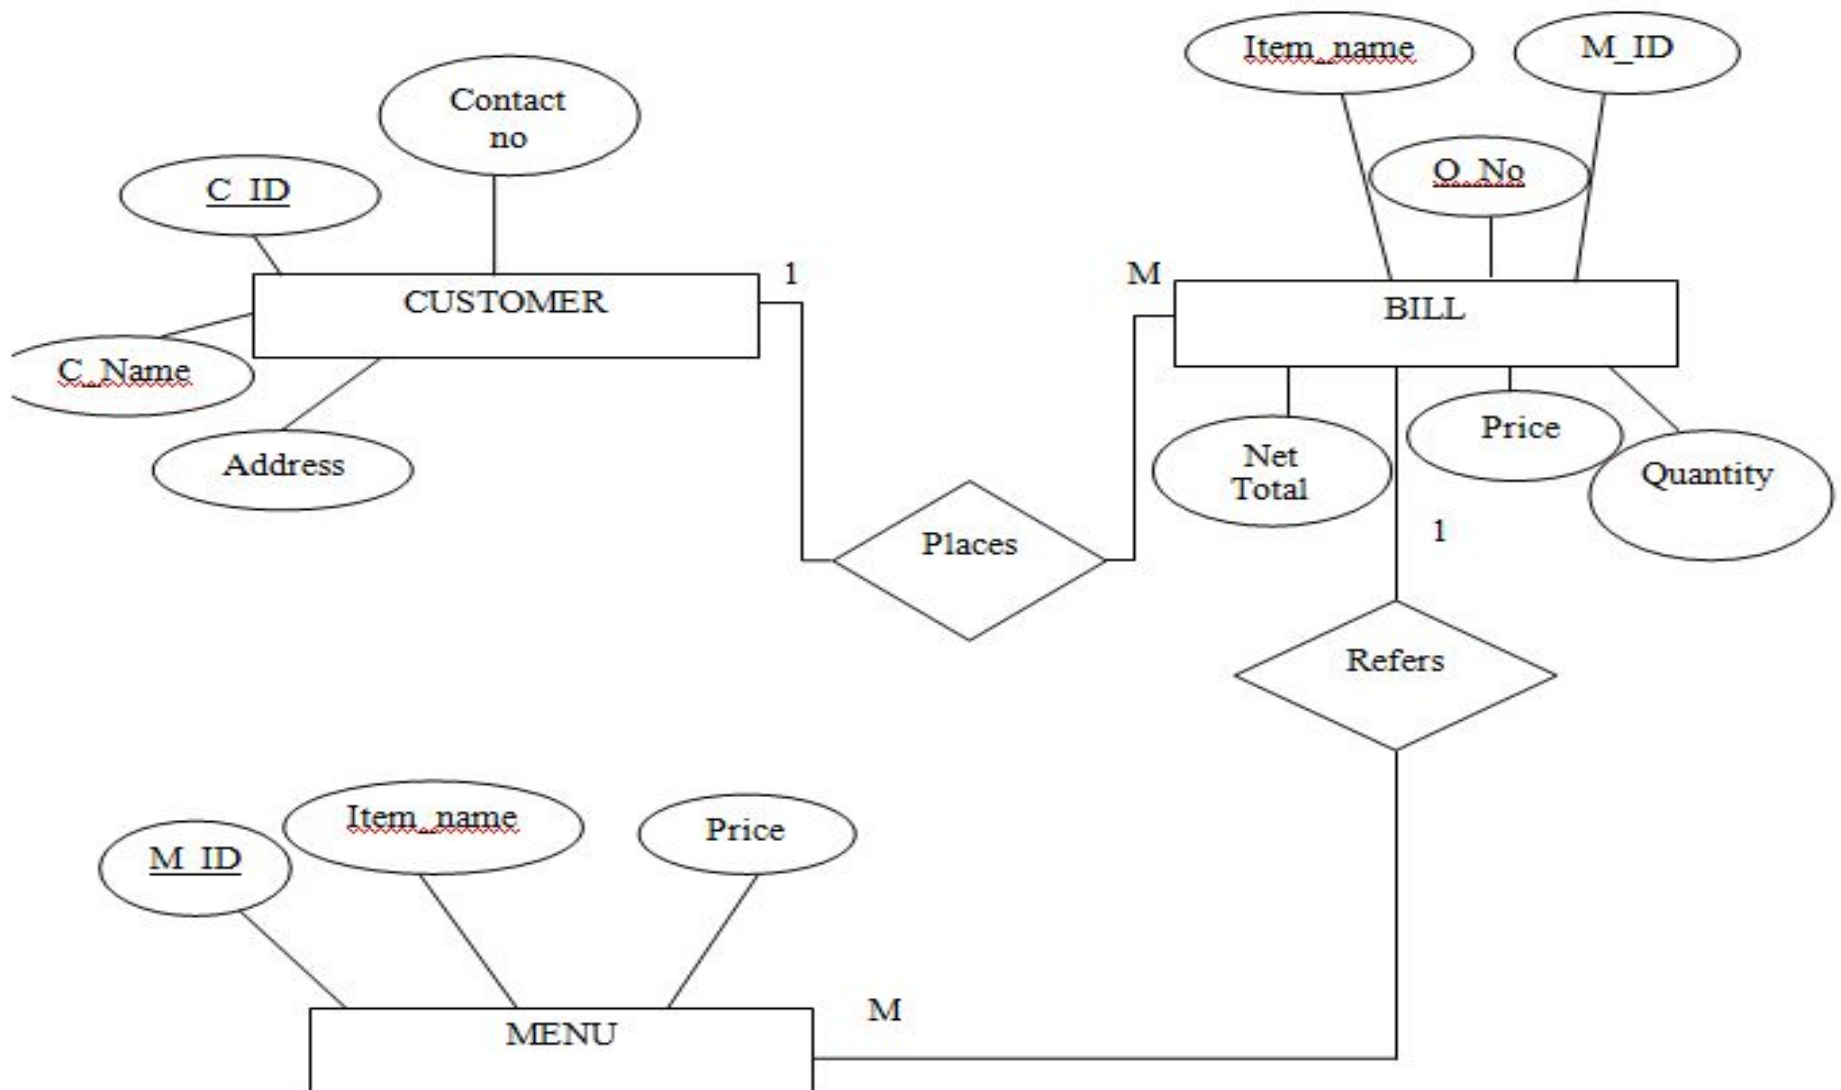 Item_name
M_ID
Contact
no
O_No
C_ID
1
M
CUSTOMER
BILL
C_Name
Address
Net
Total
Price
Quantity
1
Places
Refers
M_ID
Item_name
Price
M
MENU